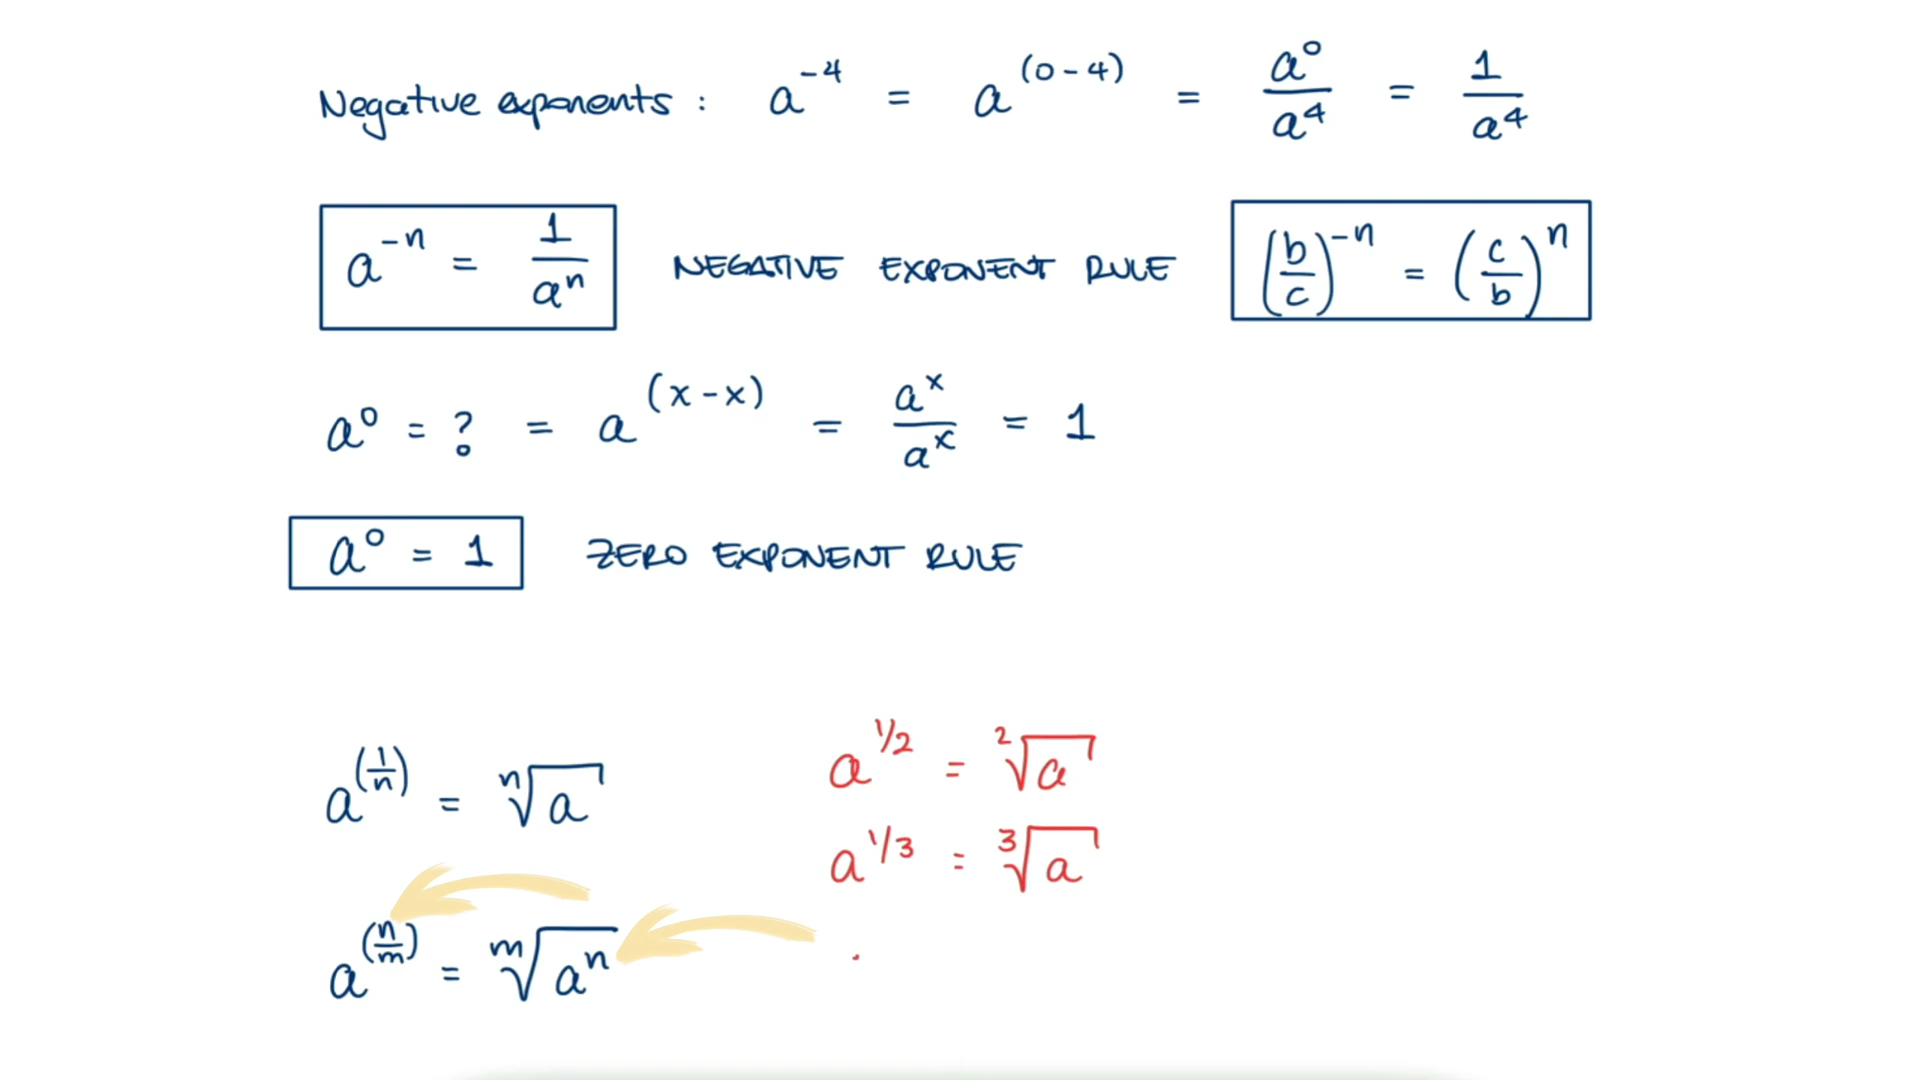 Negative exponents : a^-4 = a^(0-4) = a^0/a^4 = 1/a^4
a^-n = 1/a^n NEGATIVE EXPONENT RULE (b/c)^-n = (c/b)^n
a^0 = ? = a^(x-x) = a^x/a^x = 1
a^0 = 1 ZERO EXPONENT RULE
a^(1/n) = ⁿ√a
a^1/2 = ²√a
a^1/3 = ³√a
a^(n/m) = ᵐ√a^n